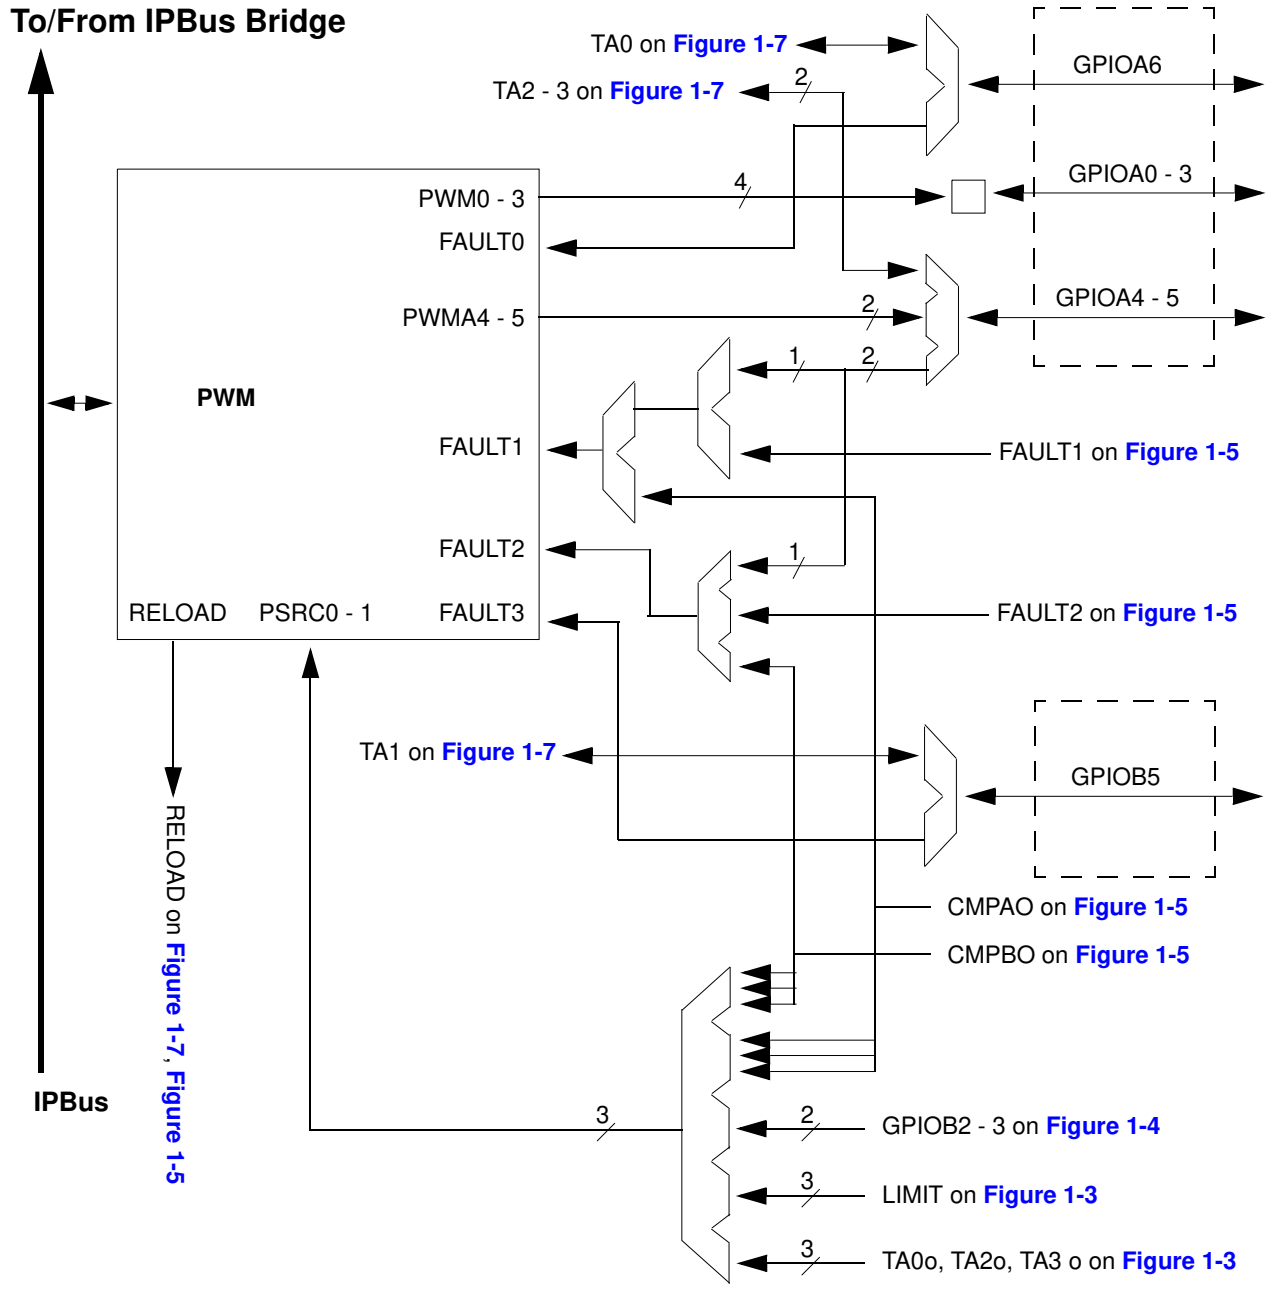 To/From IPBus Bridge
TA0 on Figure 1-7
GPIOA6
TA2 - 3 on Figure 1-7
2
PWM0 - 3
4
GPIOA0 - 3
FAULT0
PWMA4 - 5
2
GPIOA4 - 5
1
2
PWM
FAULT1
FAULT1 on Figure 1-5
FAULT2
1
RELOAD
PSRC0 - 1
FAULT3
FAULT2 on Figure 1-5
TA1 on Figure 1-7
GPIOB5
RELOAD on Figure 1-7, Figure 1-5
CMPAO on Figure 1-5
CMPBO on Figure 1-5
IPBus
3
2
GPIOB2 - 3 on Figure 1-4
3
LIMIT on Figure 1-3
3
TA0o, TA2o, TA3 o on Figure 1-3